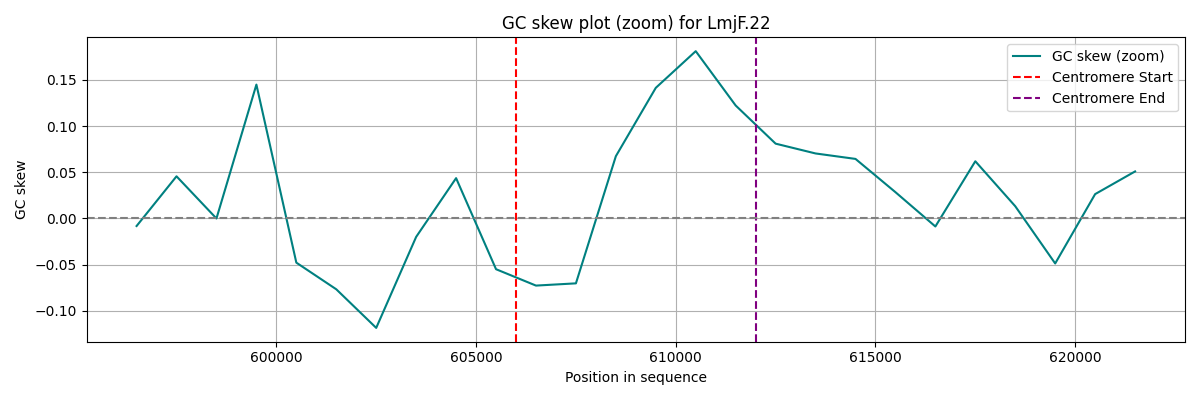 GC skew plot (zoom) for LmjF.22
GC skew (zoom)
Centromere Start
Centromere End
GC skew
0.15
0.10
0.05
0.00
−0.05
−0.10
600000
605000
610000
615000
620000
Position in sequence